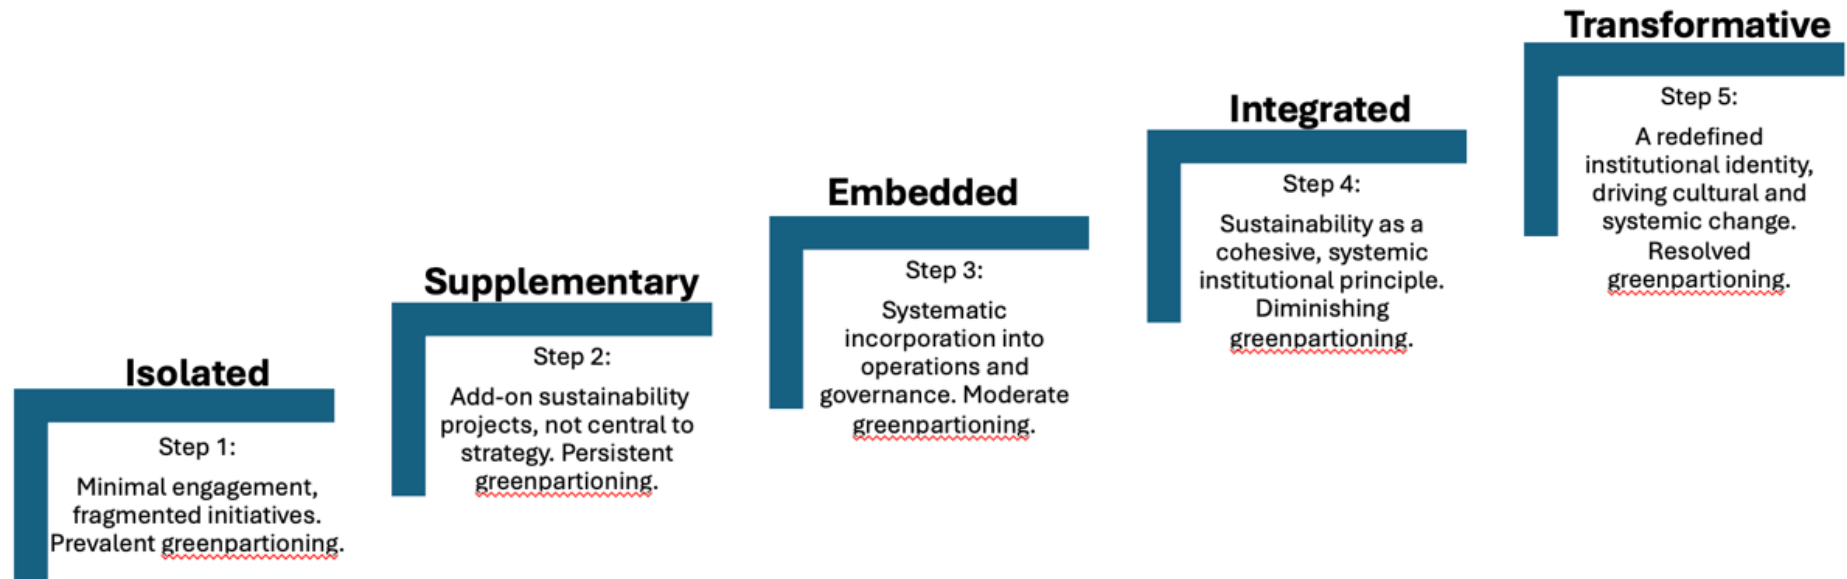 Isolated
Step 1:
Minimal engagement,
fragmented initiatives.
Prevalent greenpartioning.
Supplementary
Step 2:
Add-on sustainability
projects, not central to
strategy. Persistent
greenpartioning.
Embedded
Step 3:
Systematic
incorporation into
operations and
governance. Moderate
greenpartioning.
Integrated
Step 4:
Sustainability as a
cohesive, systemic
institutional principle.
Diminishing
greenpartioning.
Transformative
Step 5:
A redefined
institutional identity,
driving cultural and
systemic change.
Resolved
greenpartioning.